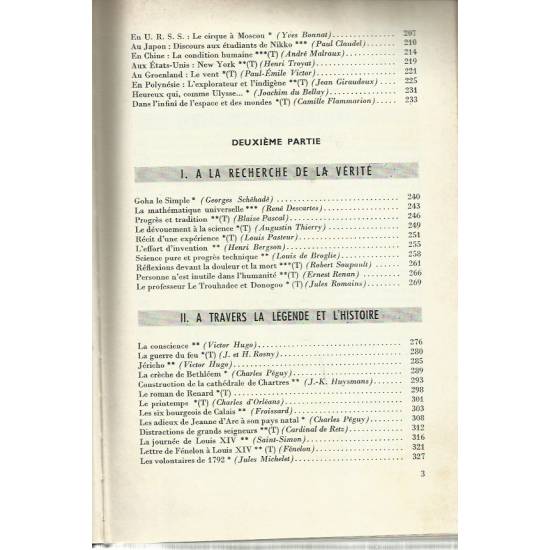 En U. R. S. S. : Le cirque à Moscou * (Yves Bonnat) ........ 207
Au Japon : Discours aux étudiants de Nikko *** (Paul Claudel) .... 210
En Chine : La condition humaine ***(T) (André Malraux) ........ 214
Aux États-Unis : New York **(T) (Henri Troyat) ........ 219
Au Groenland : Le vent *(T) (Paul-Émile Victor) ........ 221
En Polynésie : L'explorateur et l'indigène **(T) (Jean Giraudoux) .... 225
Heureux qui, comme Ulysse... * (Joachim du Bellay) ........ 231
Dans l'infini de l'espace et des mondes *(T) (Camille Flammarion) .... 233
DEUXIÈME PARTIE
I. A LA RECHERCHE DE LA VÉRITÉ
Goha le Simple * (Georges Schéhadé) ........ 240
La mathématique universelle *** (René Descartes) ........ 243
Progrès et tradition **(T) (Blaise Pascal) ........ 246
Le dévouement à la science *(T) (Augustin Thierry) ........ 249
Récit d'une expérience *(T) (Louis Pasteur) ........ 251
L'effort d'invention ** (Henri Bergson) ........ 255
Science pure et progrès technique ** (Louis de Broglie) ........ 258
Réflexions devant la douleur et la mort ***(T) (Robert Soupault) .... 261
Personne n'est inutile dans l'humanité **(T) (Ernest Renan) ........ 266
Le professeur Le Trouhadec et Donogoo *(T) (Jules Romains) ........ 269
II. A TRAVERS LA LÉGENDE ET L'HISTOIRE
La conscience ** (Victor Hugo) ........ 276
La guerre du feu *(T) (J. et H. Rosny) ........ 280
Jéricho ** (Victor Hugo) ........ 285
La crèche de Bethléem * (Charles Péguy) ........ 289
Construction de la cathédrale de Chartres ** (J.-K. Huysmans) .... 293
Le roman de Renard *(T) ........ 298
Le printemps *(T) (Charles d'Orléans) ........ 301
Les six bourgeois de Calais ** (Froissard) ........ 303
Les adieux de Jeanne d'Arc à son pays natal * (Charles Péguy) .... 308
Distractions de grands seigneurs **(T) (Cardinal de Retz) ........ 312
La journée de Louis XIV ** (Saint-Simon) ........ 316
Lettre de Fénelon à Louis XIV **(T) (Fénelon) ........ 321
Les volontaires de 1792 * (Jules Michelet) ........ 327
3